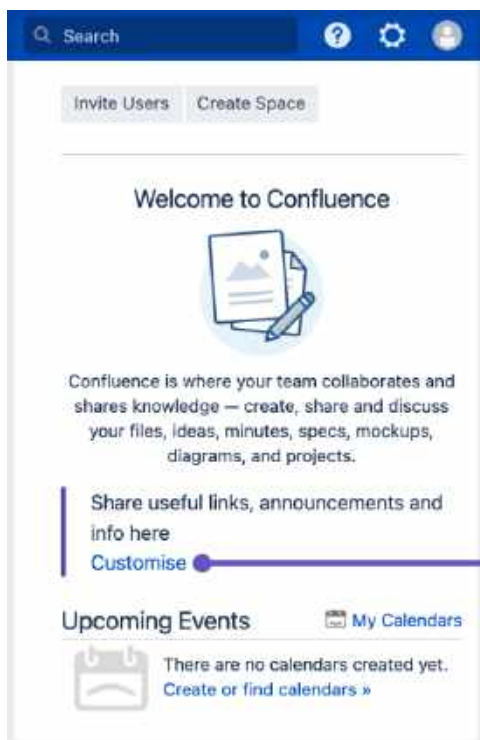 Search
?
Invite Users Create Space
Welcome to Confluence
Confluence is where your team collaborates and
shares knowledge — create, share and discuss
your files, ideas, minutes, specs, mockups,
diagrams, and projects.
Share useful links, announcements and
info here
Customise
Upcoming Events My Calendars
There are no calendars created yet.
Create or find calendars »